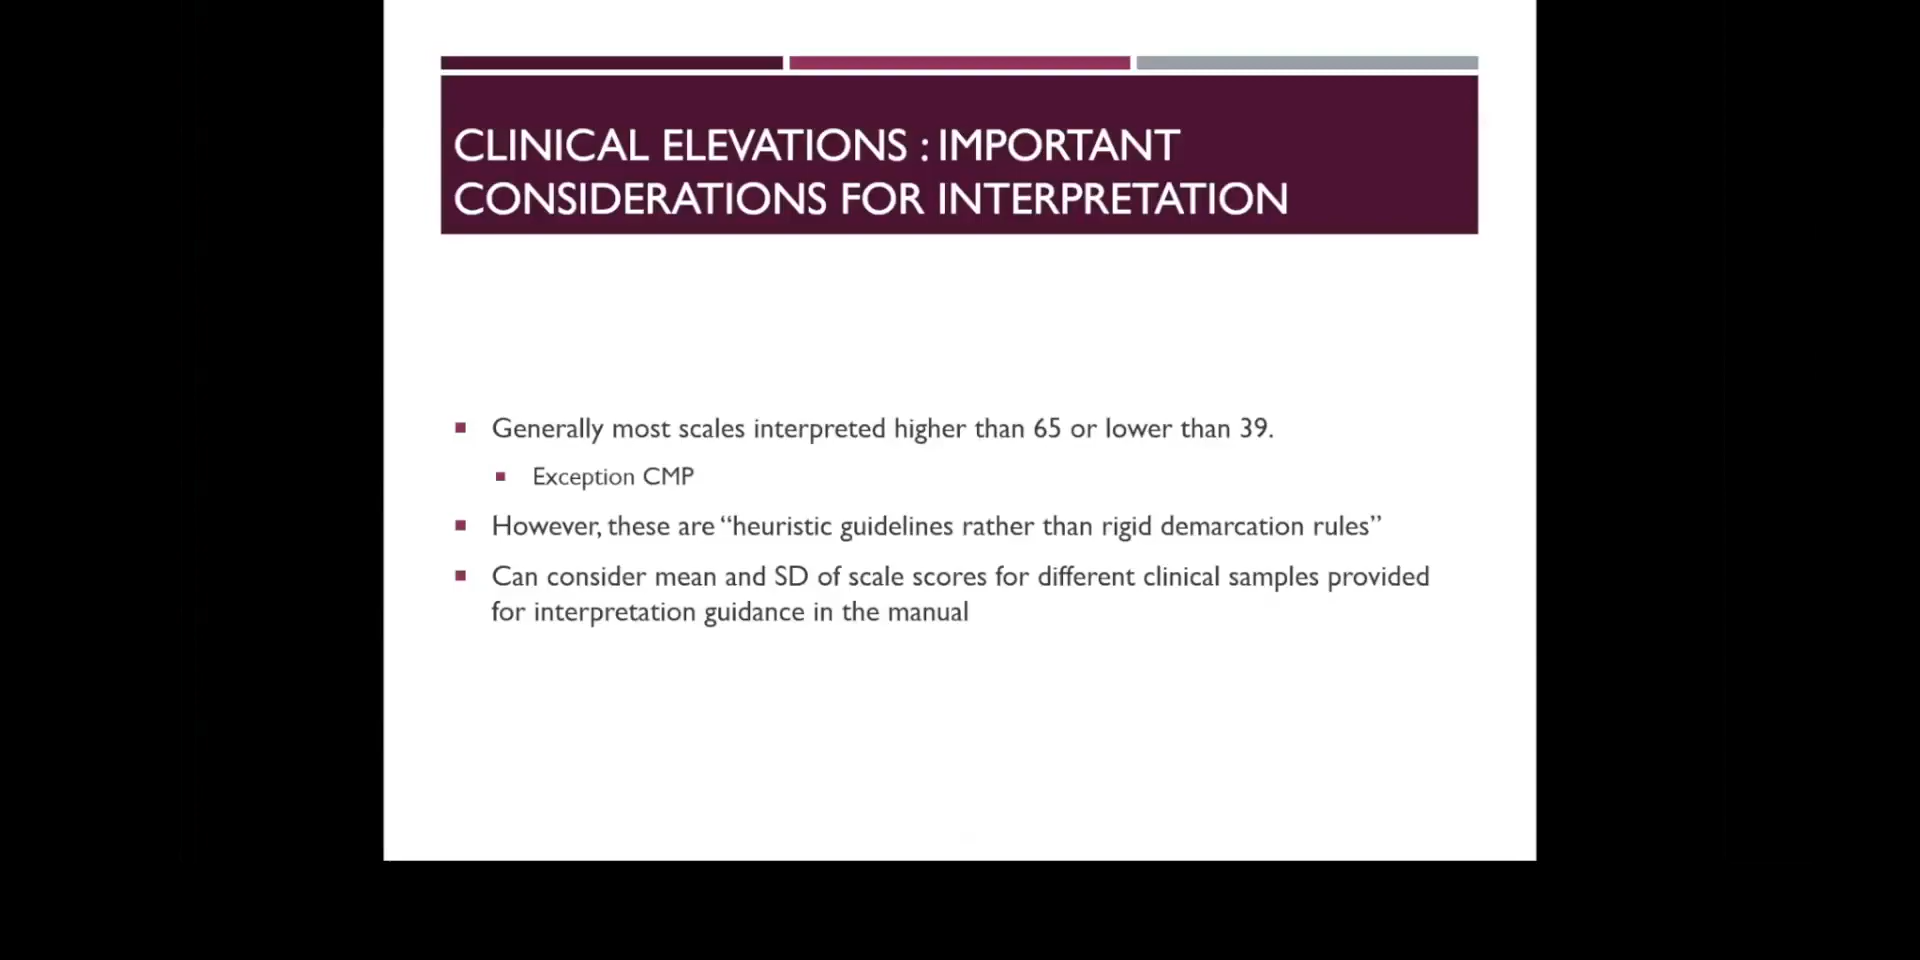 CLINICAL ELEVATIONS : IMPORTANT
CONSIDERATIONS FOR INTERPRETATION
Generally most scales interpreted higher than 65 or lower than 39.
Exception CMP
However, these are “heuristic guidelines rather than rigid demarcation rules”
Can consider mean and SD of scale scores for different clinical samples provided
for interpretation guidance in the manual